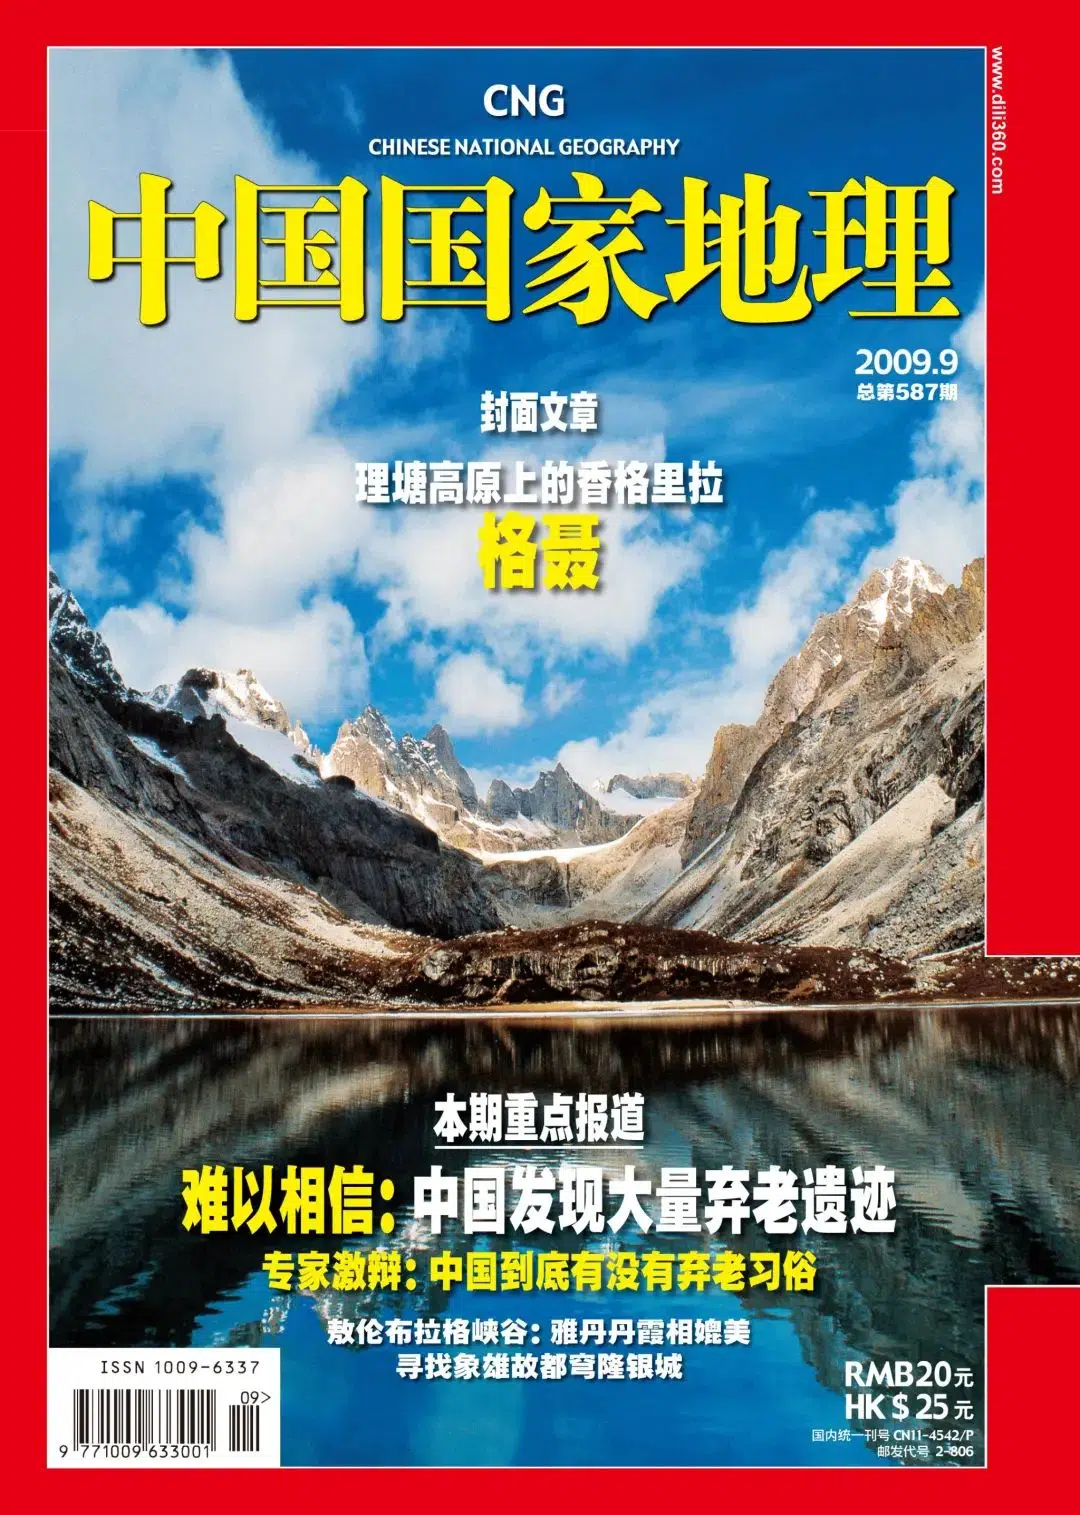 www.dili360.com
CNG
CHINESE NATIONAL GEOGRAPHY
中国国家地理
2009.9
总第587期
封面文章
理塘高原上的香格里拉
格聂
本期重点报道
难以相信：中国发现大量弃老遗迹
专家激辩：中国到底有没有弃老习俗
敖伦布拉格峡谷：雅丹丹霞相媲美
寻找象雄故都穹隆银城
ISSN 1009-6337
09>
9 771009 633001
RMB20元
HK $ 25元
国内统一刊号 CN11-4542/P
邮发代号 2-806